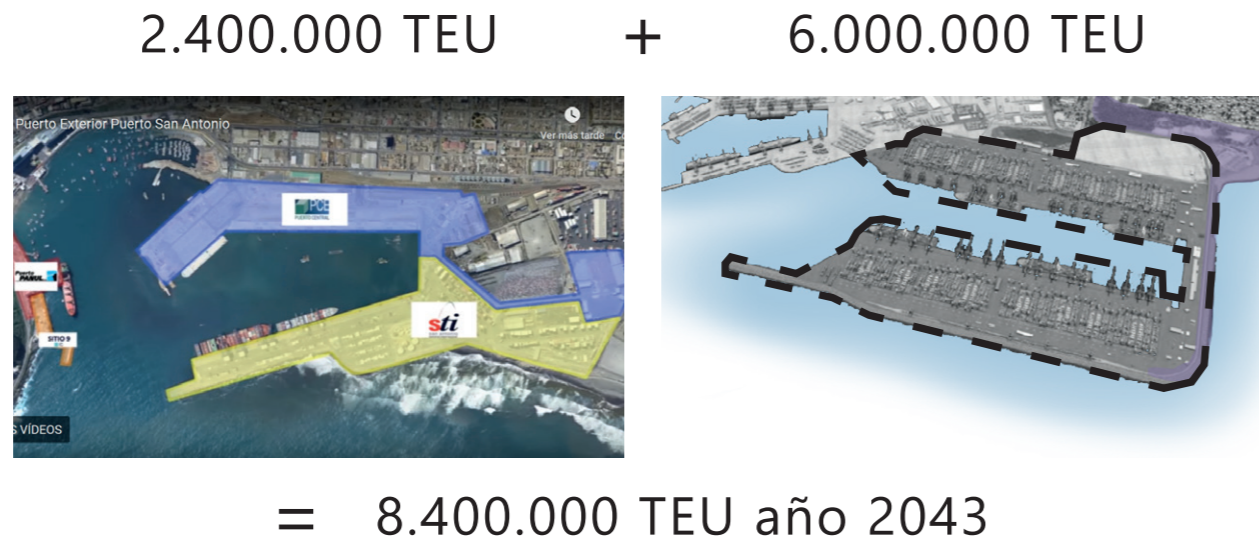 2.400.000 TEU + 6.000.000 TEU
Puerto Exterior Puerto San Antonio
Ver más tarde
PCE
PUERTO CENTRAL
Puerto
PANUL
sti
SITIO 9
S VÍDEOS
= 8.400.000 TEU año 2043